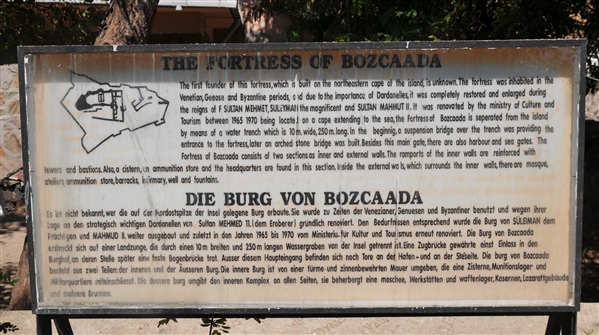 THE FORTRESS OF BOZCAADA
The first founder of this fortress,which is built on the northeastern cape of the island, is unknown. The fortress was inhabited in the
Venetian, Geaose and Byzantine periods, and due to the importance of Dardanelles, it was completely restored and enlarged during
the reigns of F SULTAN MEHMET, SULEYMAN the magnificent and SULTAN MAHMUT II. It was renovated by the ministry of Culture and
Tourism between 1965 1970 being located on a cape extending to the sea, the Fortress of Bozcaada is seperated from the island
by means of a water trench which is 10 m. wide, 250 m. long. In the beginning, a suspension bridge over the trench was providing
the entrance to the fortress, later an arched stone bridge was built. Besides this main gate, there are also harbour and sea gates. The
Fortress of Bozcaada consists of two sections as inner and external walls. The ramports of the inner walls are reinforced with
towers and bastions. Also, a cistern, an ammunition store and the headquarters are found in this section. Inside the external wa ls, which surrounds the inner walls, there are mosque,
ateliers, ammunition store, barracks, infirmary, well and fountains.
DIE BURG VON BOZCAADA
Es ist nicht bekannt, wer die auf der Nordostspitze der Insel gelegene Burg erbaute. Sie wurde zu Zeiten der Venezianer, Genuesen und Byzantiner benutzt und wegen ihrer
Lage an den strategisch wichtigen Dardanellen von Sultan MEHMED 11. (dem Eroberer) gründlich renoviert. Den Bedürfnissen entsprechend wurde die Burg von SULEIMAN dem
Prächtigen und MAHMUD II. weiter ausgebaut und zuletzt in den Jahren 1965 bis 1970 vom Ministerium für Kultur und Tourismus erneut renoviert. Die Burg von Bozcaada
erstreckt sich auf einer Landzunge, die durch einen 10 m breiten und 250 m langen Wassergraben von der Insel getrennt ist. Eine Zugbrücke gewährte einst Einlass in den
Burghof, an deren Stelle später eine feste Bogenbrücke trat. Ausser diesem Haupteingang befinden sich noch Tore an der Hafen- und an der Seeseite. Die burg von Bozcaada
besteht aus zwei Teilen: der inneren und der Äusseren Burg. Die innere Burg ist von einer türme- und zinnenbewehrten Mauer umgeben, die eine Zisterne, Munitionslager und
Militärquartiere miteinschliesst. Die äussere burg umgibt den inneren Komplex an allen Seiten, sie beherbergt eine moschee, Werkstätten und waffenlager, Kasernen, Lazarettgebäude
und mehrere Brunnen.